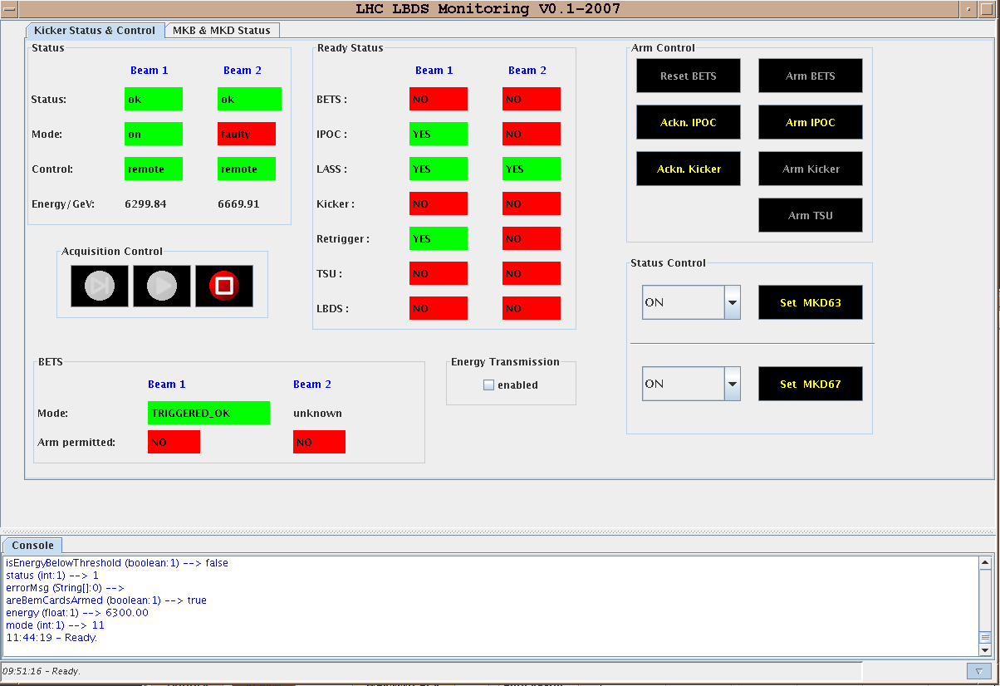 LHC LBDS Monitoring V0.1-2007
Kicker Status & Control
MKB & MKD Status
Status
Beam 1 Beam 2
Status: ok ok
Mode: on faulty
Control: remote remote
Energy/GeV: 6299.84 6669.91
Acquisition Control
Ready Status
Beam 1 Beam 2
BETS : NO NO
IPOC : YES NO
LASS : YES YES
Kicker : NO NO
Retrigger : YES NO
TSU : NO NO
LBDS : NO NO
Arm Control
Reset BETS Arm BETS
Ackn. IPOC Arm IPOC
Ackn. Kicker Arm Kicker
Arm TSU
Status Control
ON Set MKD63
ON Set MKD67
BETS
Beam 1 Beam 2
Mode: TRIGGERED_OK unknown
Arm permitted: NO NO
Energy Transmission
enabled
Console
isEnergyBelowThreshold (boolean:1) --> false
status (int:1) --> 1
errorMsg (String[]:0) -->
areBemCardsArmed (boolean:1) --> true
energy (float:1) --> 6300.00
mode (int:1) --> 11
11:44:19 - Ready.
09:51:16 - Ready.